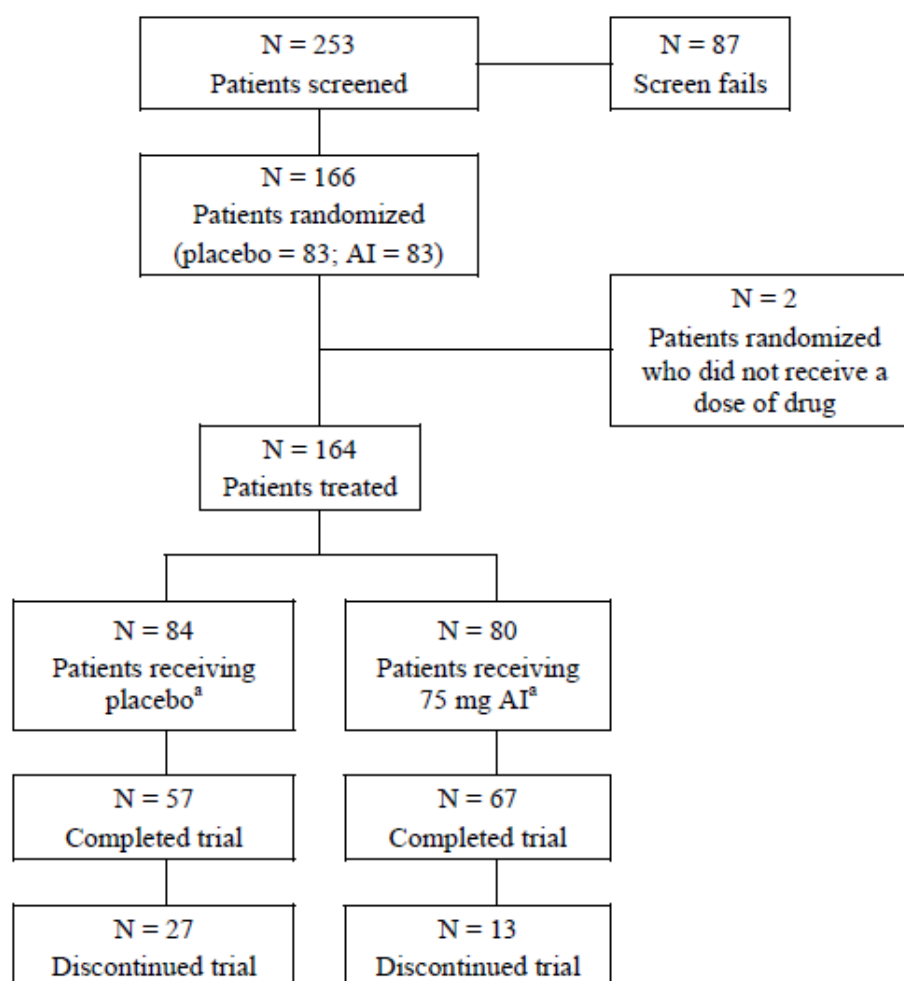 N = 253
Patients screened
N = 87
Screen fails
N = 166
Patients randomized
(placebo = 83; AI = 83)
N = 2
Patients randomized
who did not receive a
dose of drug
N = 164
Patients treated
N = 84
Patients receiving
placeboᵃ
N = 80
Patients receiving
75 mg AIᵃ
N = 57
Completed trial
N = 67
Completed trial
N = 27
Discontinued trial
N = 13
Discontinued trial